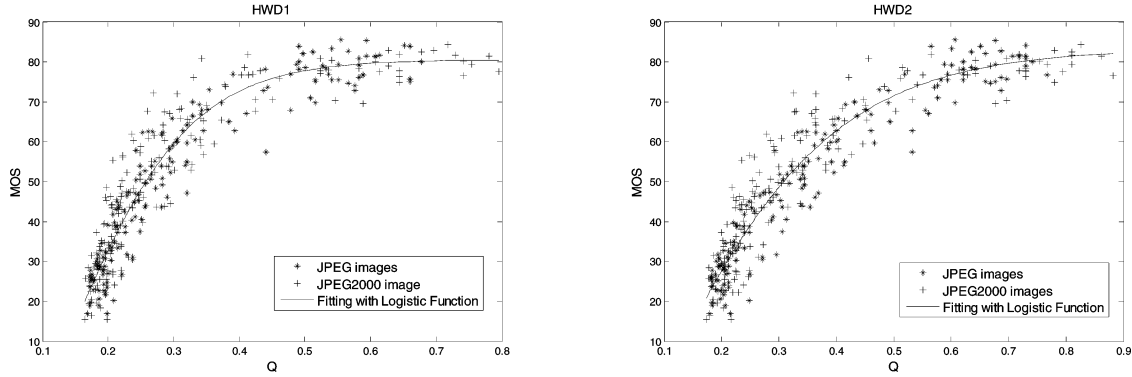 HWD1
90
80
70
60
50
40
30
20
10
MOS
JPEG images
JPEG2000 image
Fitting with Logistic Function
0.1 0.2 0.3 0.4 0.5 0.6 0.7 0.8
Q
HWD2
90
80
70
60
50
40
30
20
10
MOS
JPEG images
JPEG2000 images
Fitting with Logistic Function
0.1 0.2 0.3 0.4 0.5 0.6 0.7 0.8 0.9
Q